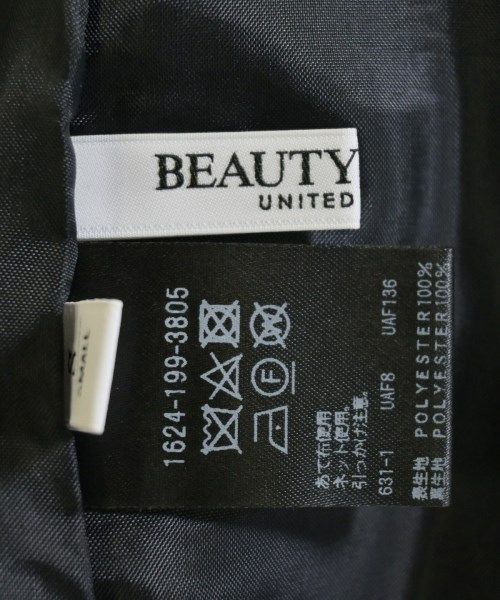 BEAUTY
UNITED
SMALL
1624-199-3805
F
あて布使用
ネット使用。
引っかけ注意。
631-1 UAF8 UAF136
表生地 POLYESTER100%
裏生地 POLYESTER100%